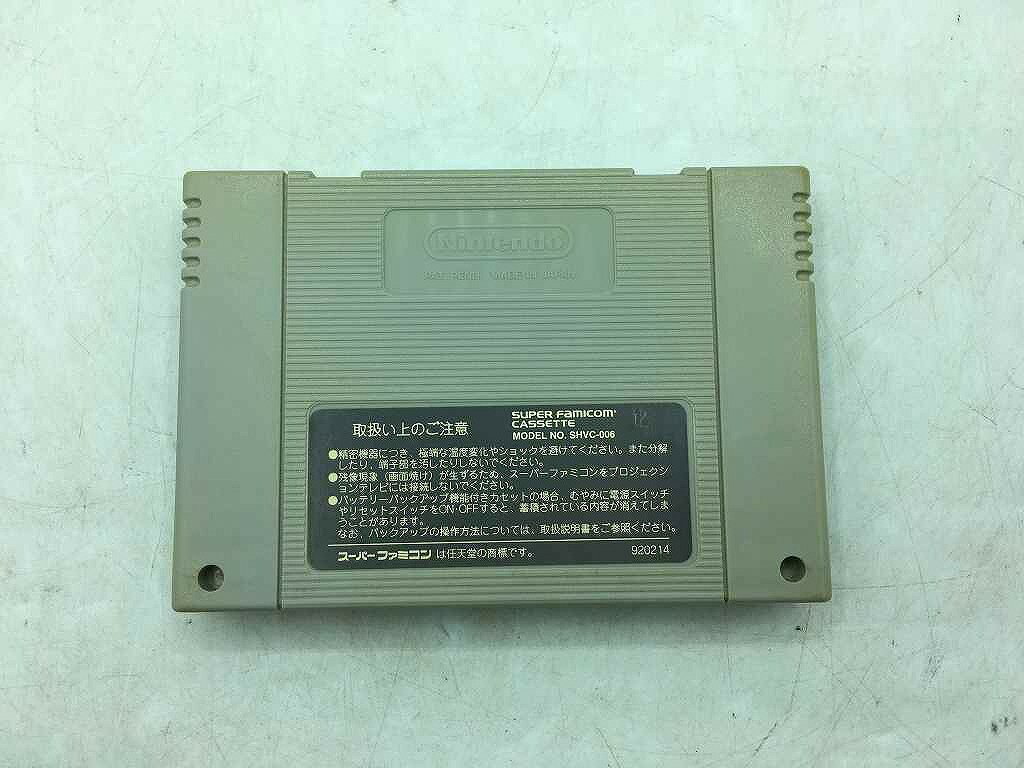 Nintendo
PAT. PEND. MADE IN JAPAN
取扱い上のご注意
SUPER FAMICOM
CASSETTE
MODEL NO. SHVC-006
12
●精密機器につき、極端な温度変化やショックを避けてください。また分解
したり、端子部を汚したりしないでください。
●残像現象（画面焼け）が生ずるため、スーパーファミコンをプロジェクショ
ンテレビには接続しないでください。
●バッテリーバックアップ機能付きカセットの場合、むやみに電源スイッチ
やリセットスイッチをON・OFFすると、蓄積されている内容が消えてしま
うことがあります。
なお、バックアップの操作方法については、取扱説明書をご参照ください。
スーパーファミコンは任天堂の商標です。
920214